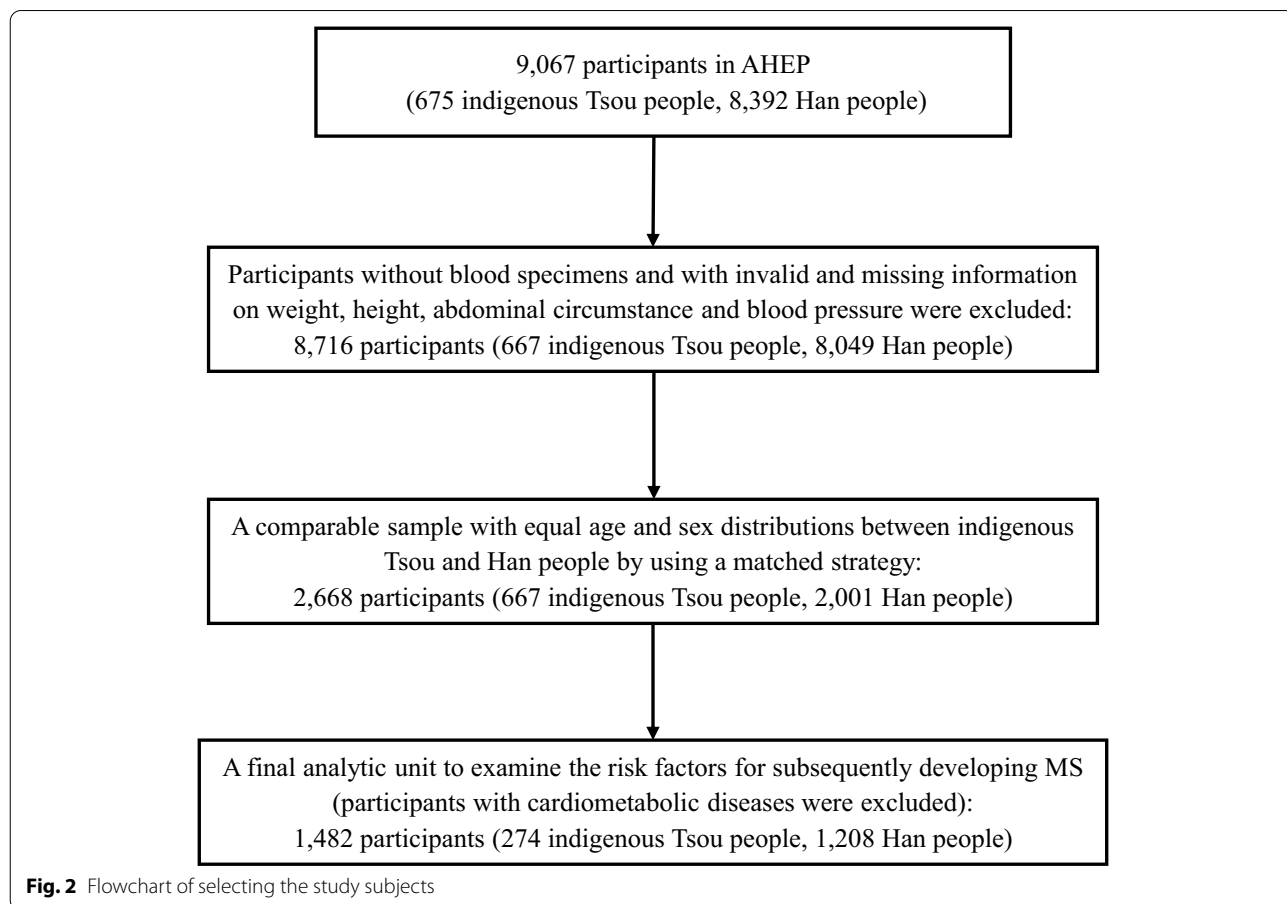 9,067 participants in AHEP
(675 indigenous Tsou people, 8,392 Han people)
Participants without blood specimens and with invalid and missing information
on weight, height, abdominal circumstance and blood pressure were excluded:
8,716 participants (667 indigenous Tsou people, 8,049 Han people)
A comparable sample with equal age and sex distributions between indigenous
Tsou and Han people by using a matched strategy:
2,668 participants (667 indigenous Tsou people, 2,001 Han people)
A final analytic unit to examine the risk factors for subsequently developing MS
(participants with cardiometabolic diseases were excluded):
1,482 participants (274 indigenous Tsou people, 1,208 Han people)
Fig. 2 Flowchart of selecting the study subjects